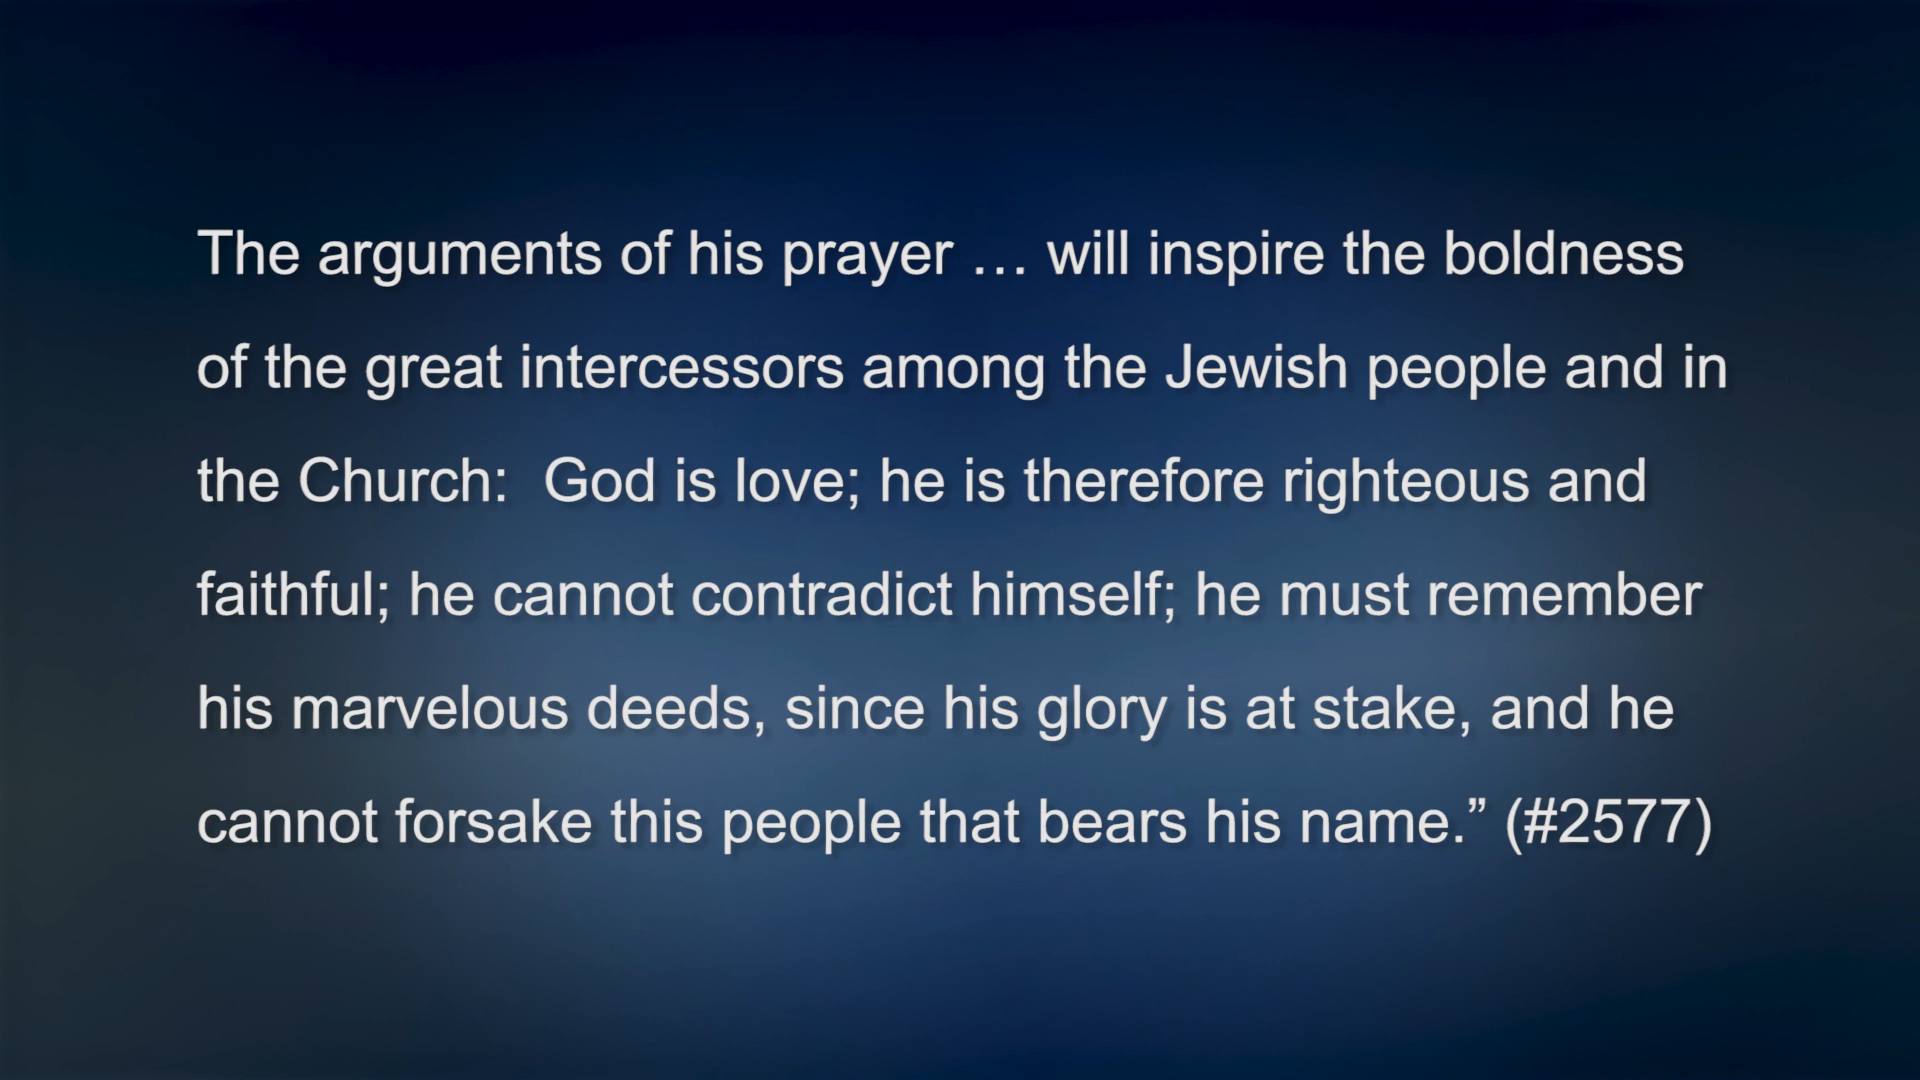 The arguments of his prayer … will inspire the boldness
of the great intercessors among the Jewish people and in
the Church:  God is love; he is therefore righteous and
faithful; he cannot contradict himself; he must remember
his marvelous deeds, since his glory is at stake, and he
cannot forsake this people that bears his name.” (#2577)